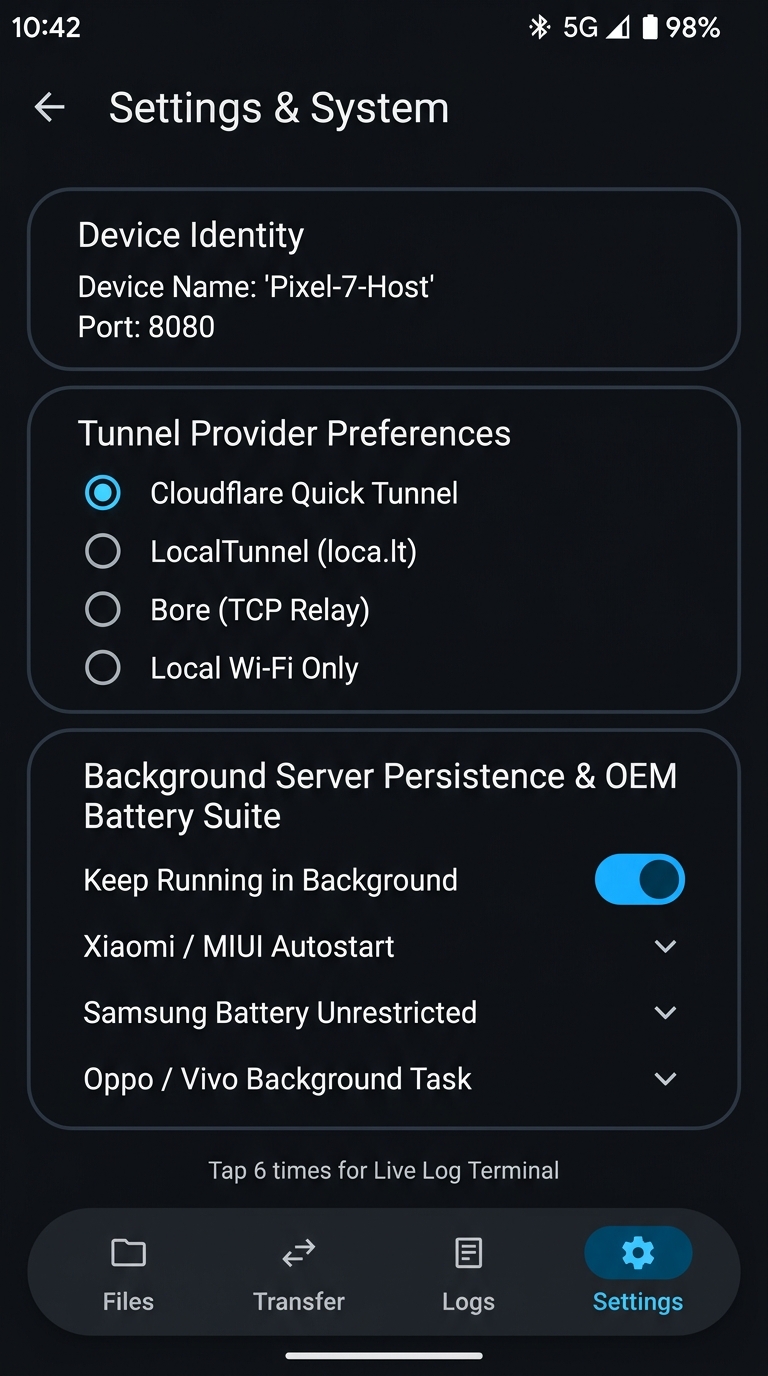 10:42 5G 98%
Settings & System
Device Identity
Device Name: 'Pixel-7-Host'
Port: 8080
Tunnel Provider Preferences
Cloudflare Quick Tunnel
LocalTunnel (loca.lt)
Bore (TCP Relay)
Local Wi-Fi Only
Background Server Persistence & OEM
Battery Suite
Keep Running in Background
Xiaomi / MIUI Autostart
Samsung Battery Unrestricted
Oppo / Vivo Background Task
Tap 6 times for Live Log Terminal
Files Transfer Logs Settings